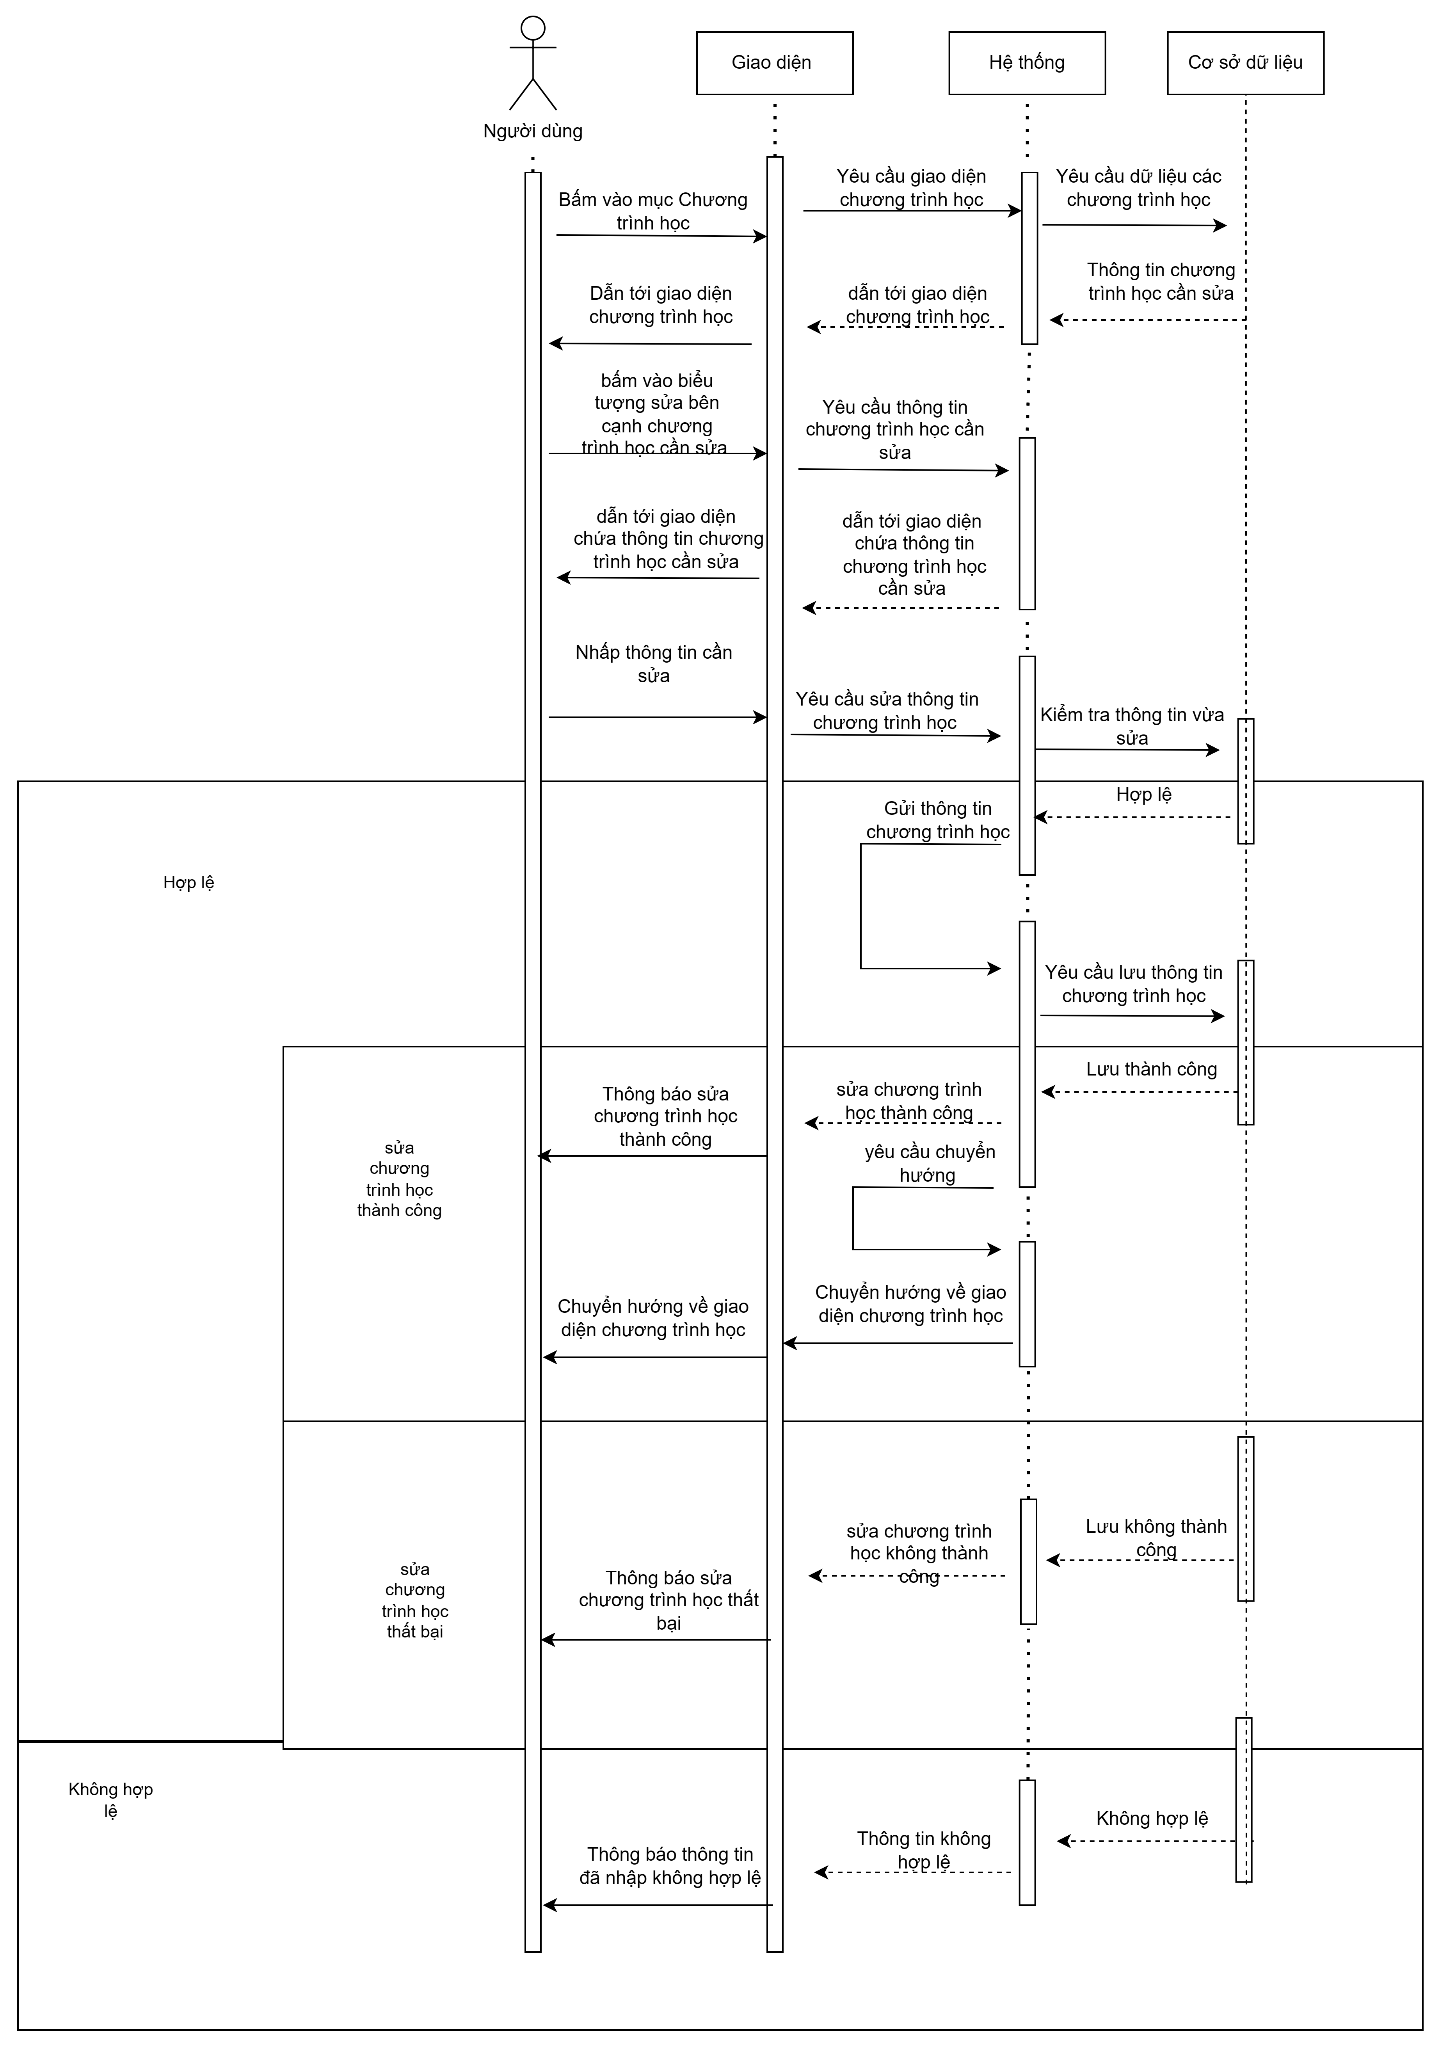 Người dùng
Giao diện
Hệ thống
Cơ sở dữ liệu
Bấm vào mục Chương
trình học
Yêu cầu giao diện
chương trình học
Yêu cầu dữ liệu các
chương trình học
Thông tin chương
trình học cần sửa
dẫn tới giao diện
chương trình học
Dẫn tới giao diện
chương trình học
bấm vào biểu
tượng sửa bên
cạnh chương
trình học cần sửa
Yêu cầu thông tin
chương trình học cần
sửa
dẫn tới giao diện
chứa thông tin chương
trình học cần sửa
dẫn tới giao diện
chứa thông tin
chương trình học
cần sửa
Nhấp thông tin cần
sửa
Yêu cầu sửa thông tin
chương trình học
Kiểm tra thông tin vừa
sửa
Hợp lệ
Gửi thông tin
chương trình học
Hợp lệ
Yêu cầu lưu thông tin
chương trình học
Lưu thành công
sửa chương trình
học thành công
Thông báo sửa
chương trình học
thành công
sửa
chương
trình học
thành công
yêu cầu chuyển
hướng
Chuyển hướng về giao
diện chương trình học
Chuyển hướng về giao
diện chương trình học
Lưu không thành
công
sửa chương trình
học không thành
công
Thông báo sửa
chương trình học thất
bại
sửa
chương
trình học
thất bại
Không hợp
lệ
Không hợp lệ
Thông tin không
hợp lệ
Thông báo thông tin
đã nhập không hợp lệ